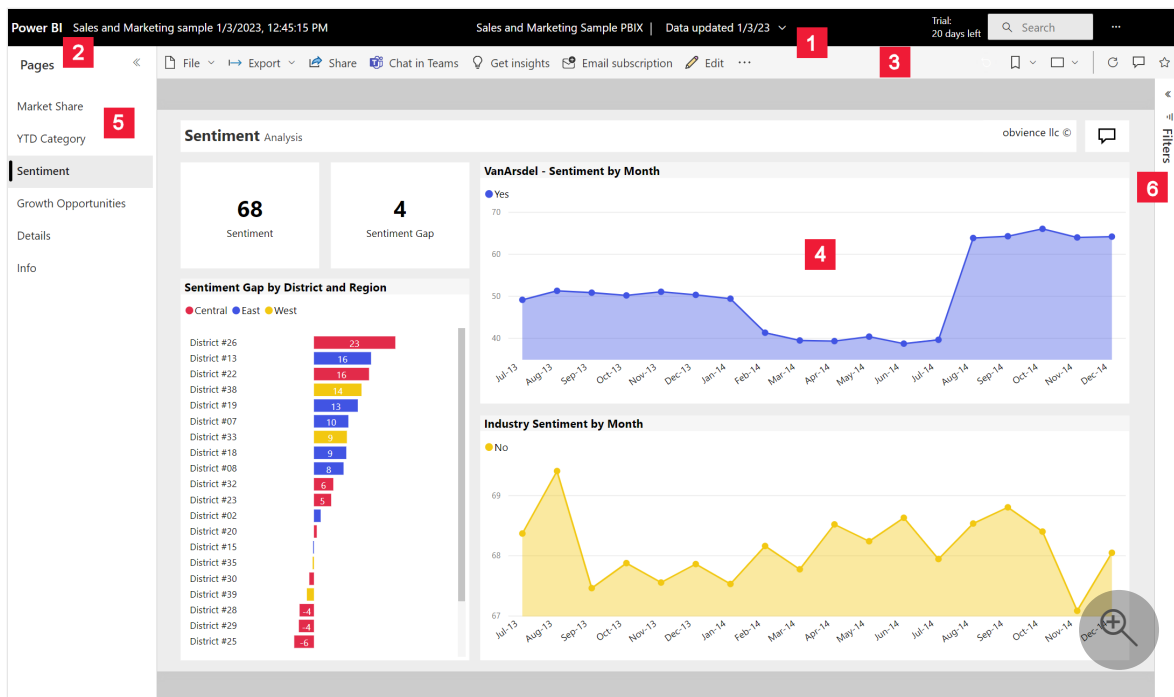 Power BI Sales and Marketing sample 1/3/2023, 12:45:15 PM
Sales and Marketing Sample PBIX | Data updated 1/3/23
Trial:
20 days left
Search
...
1
2
3
Pages
File
Export
Share
Chat in Teams
Get insights
Email subscription
Edit
...
Market Share
YTD Category
Sentiment
Growth Opportunities
Details
Info
5
Filters
6
Sentiment Analysis
obvience llc ©
68
Sentiment
4
Sentiment Gap
VanArsdel - Sentiment by Month
Yes
70
60
50
40
4
Jul-13 Aug-13 Sep-13 Oct-13 Nov-13 Dec-13 Jan-14 Feb-14 Mar-14 Apr-14 May-14 Jun-14 Jul-14 Aug-14 Sep-14 Oct-14 Nov-14 Dec-14
Sentiment Gap by District and Region
Central East West
District #26 23
District #13 16
District #22 16
District #38 14
District #19 13
District #07 10
District #33 9
District #18 9
District #08 8
District #32 6
District #23 5
District #02
District #20
District #15
District #35
District #30
District #39
District #28 -4
District #29 -4
District #25 -6
Industry Sentiment by Month
No
69
68
67
Jul-13 Aug-13 Sep-13 Oct-13 Nov-13 Dec-13 Jan-14 Feb-14 Mar-14 Apr-14 May-14 Jun-14 Jul-14 Aug-14 Sep-14 Oct-14 Nov-14 Dec-14